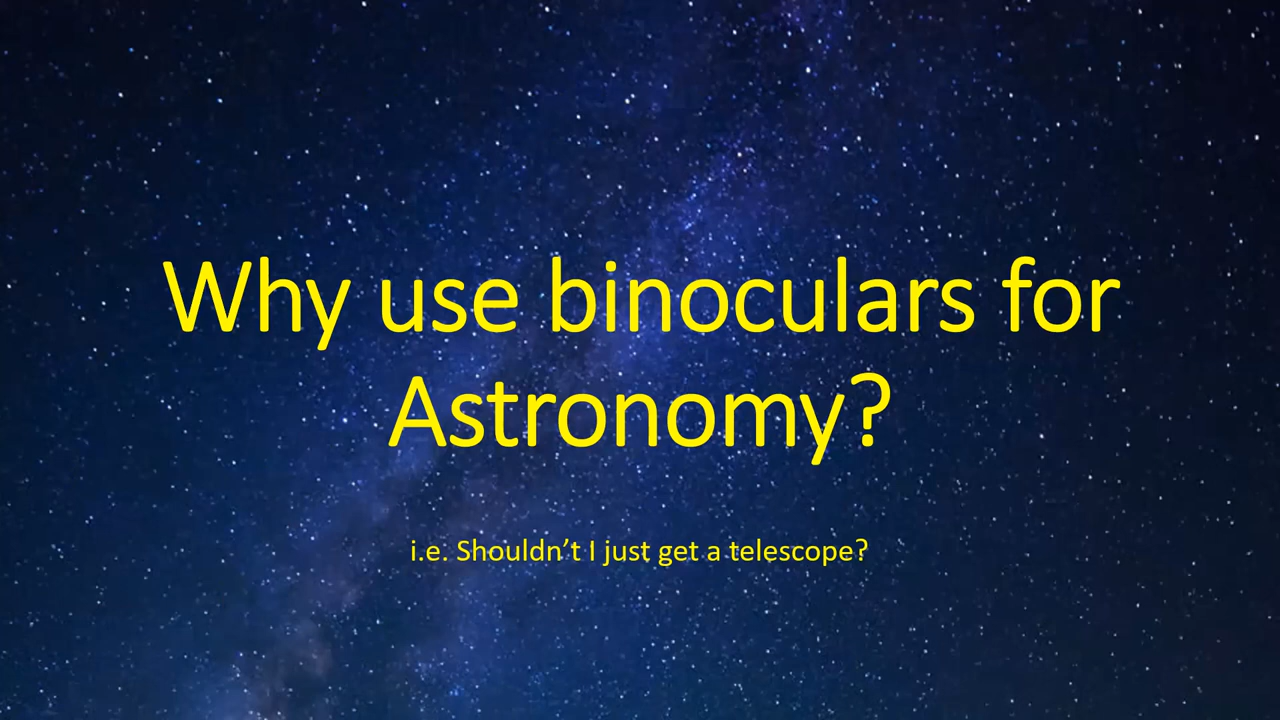 Why use binoculars for
Astronomy?
i.e. Shouldn’t I just get a telescope?